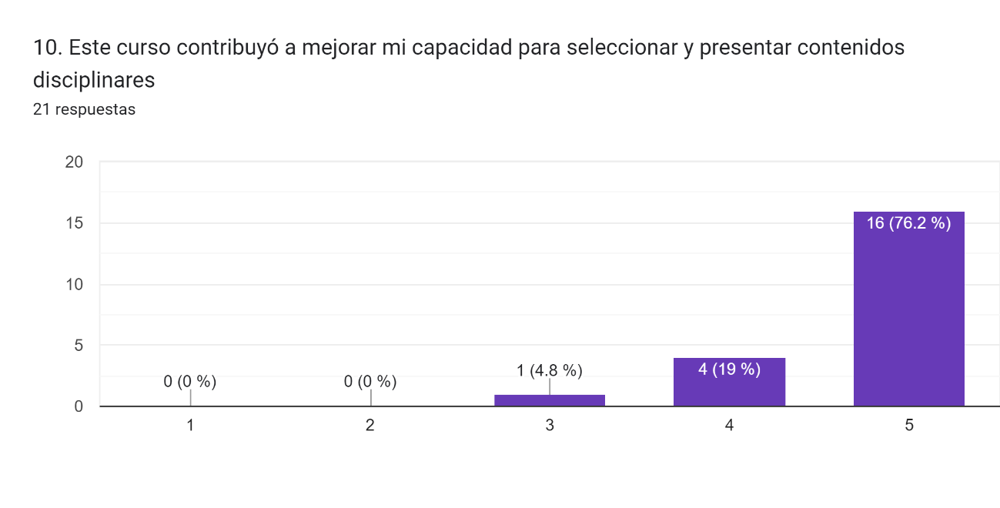 10. Este curso contribuyó a mejorar mi capacidad para seleccionar y presentar contenidos
disciplinares
21 respuestas
20
15
10
5
0
0 (0 %)
0 (0 %)
1 (4.8 %)
4 (19 %)
16 (76.2 %)
1
2
3
4
5